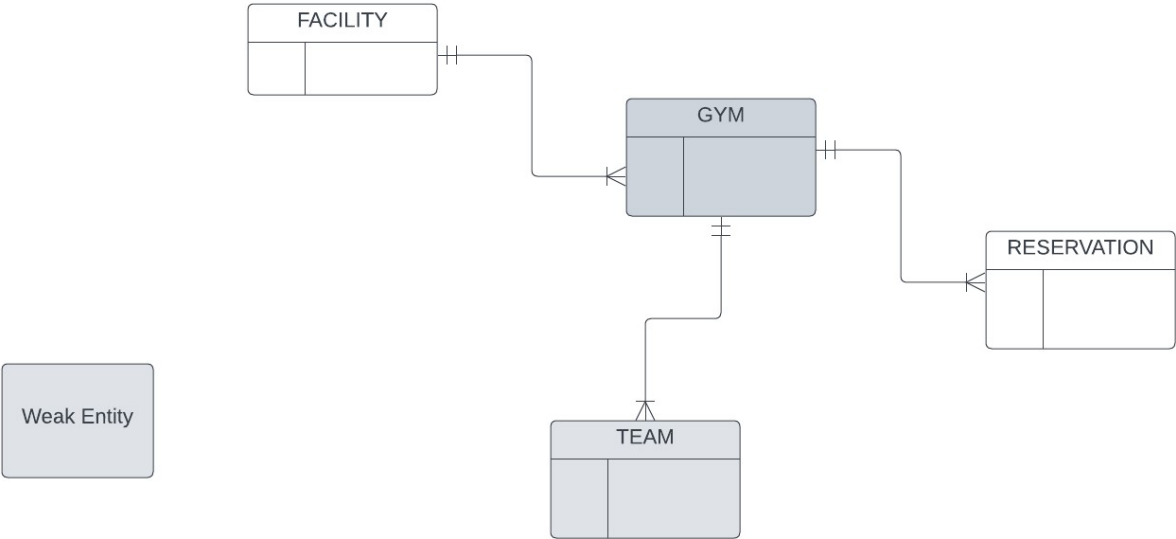 FACILITY
GYM
RESERVATION
Weak Entity
TEAM